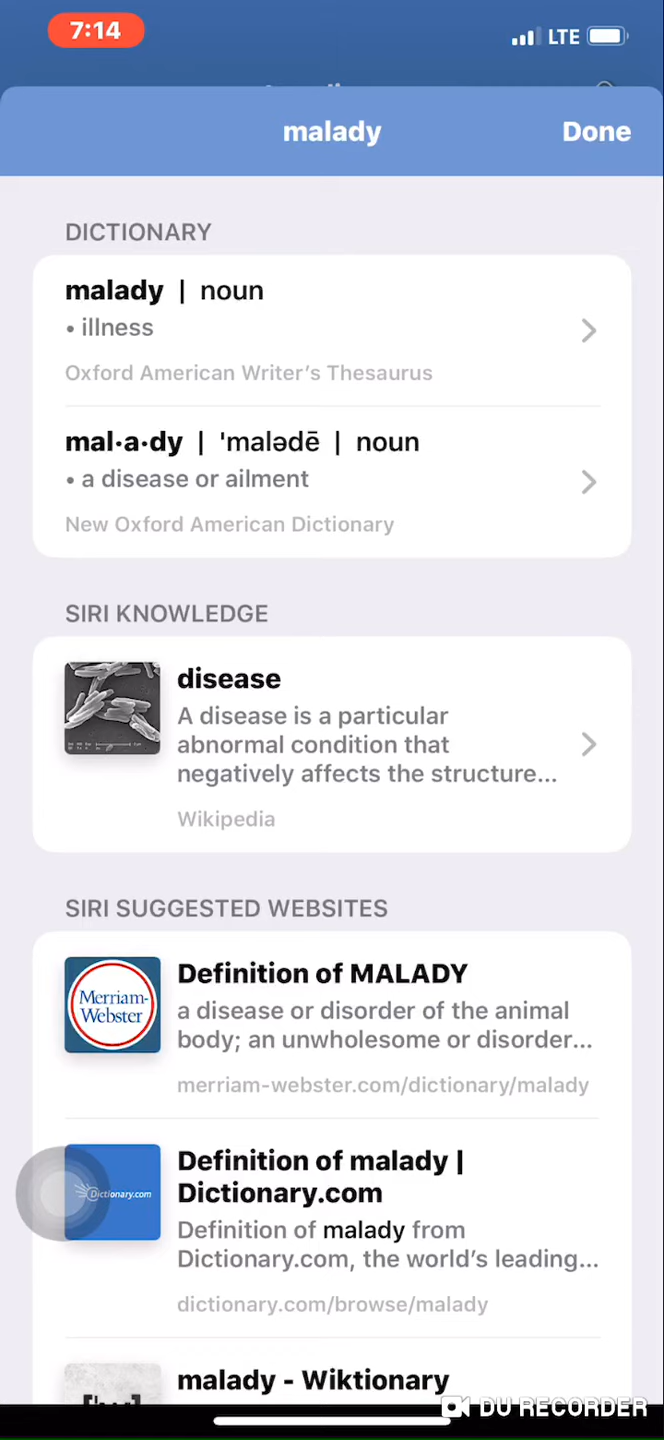 7:14
LTE
malady
Done
DICTIONARY
malady | noun
• illness
Oxford American Writer’s Thesaurus
mal·a·dy | ˈmalədē | noun
• a disease or ailment
New Oxford American Dictionary
SIRI KNOWLEDGE
disease
A disease is a particular
abnormal condition that
negatively affects the structure...
Wikipedia
SIRI SUGGESTED WEBSITES
Merriam-
Webster
Definition of MALADY
a disease or disorder of the animal
body; an unwholesome or disorder...
merriam-webster.com/dictionary/malady
Dictionary.com
Definition of malady |
Dictionary.com
Definition of malady from
Dictionary.com, the world’s leading...
dictionary.com/browse/malady
malady - Wiktionary
DU RECORDER